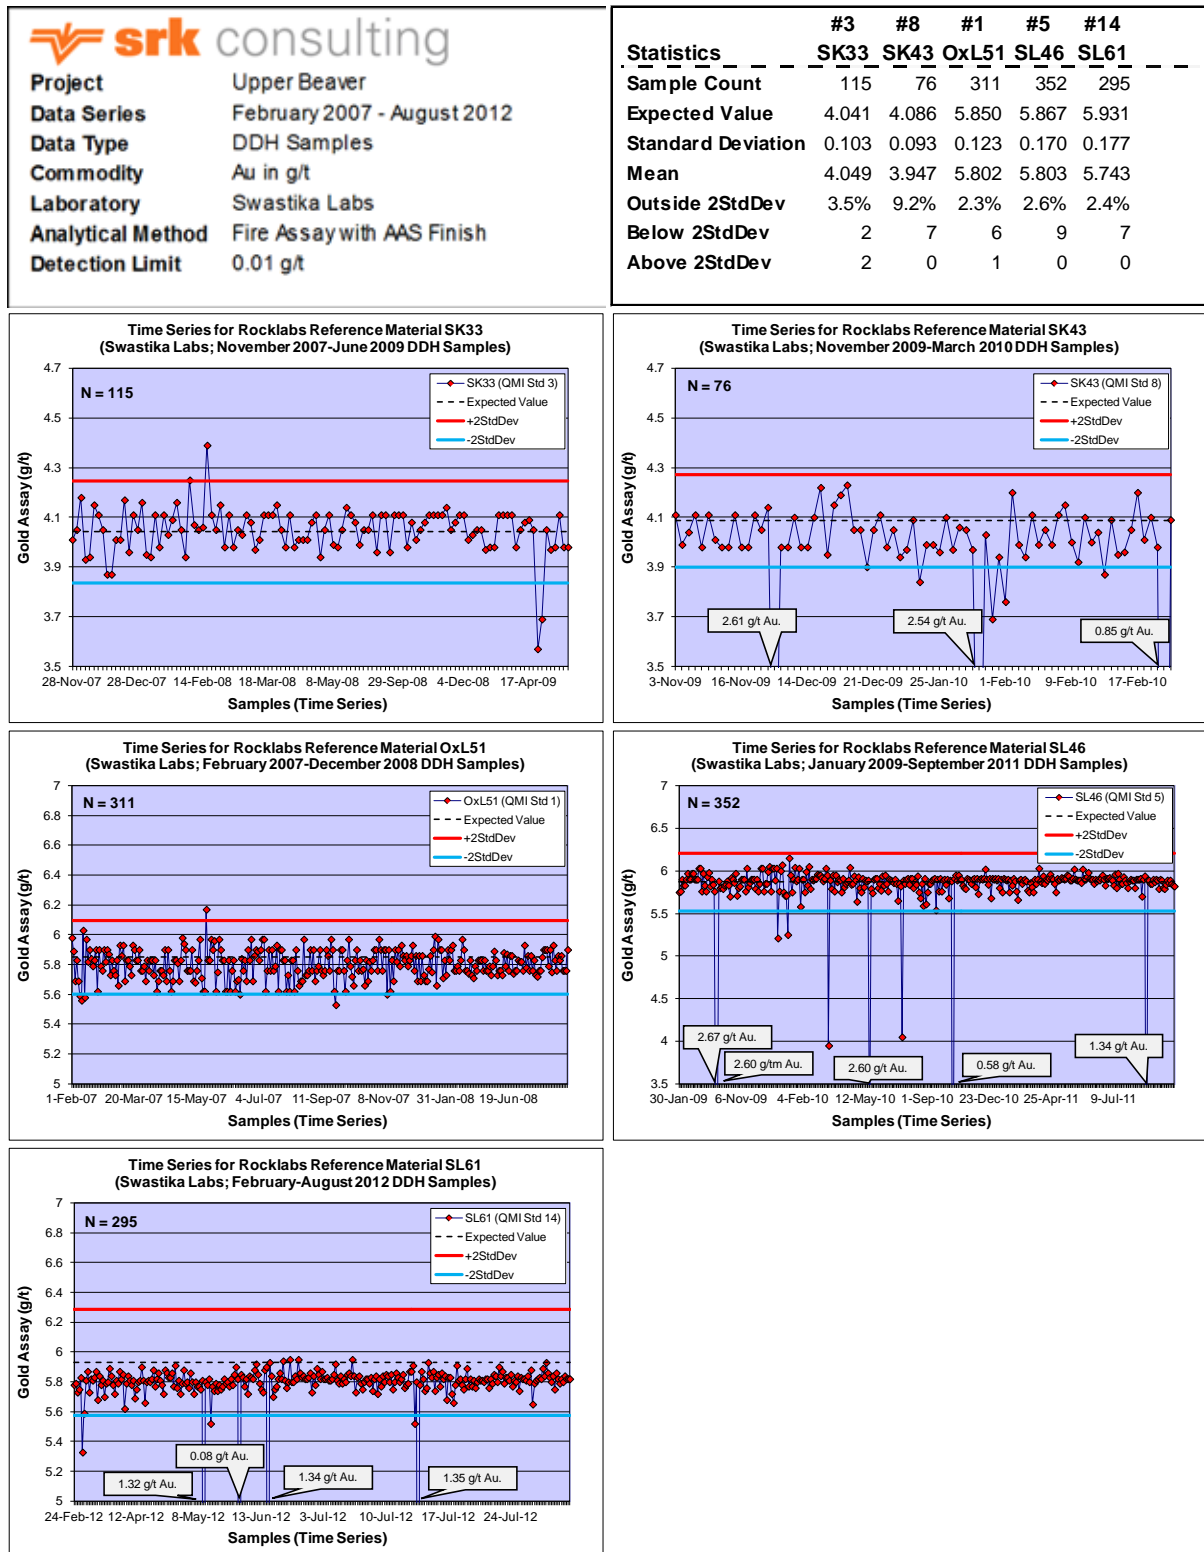 srk consulting
Project Upper Beaver
Data Series February 2007 - August 2012
Data Type DDH Samples
Commodity Au in g/t
Laboratory Swastika Labs
Analytical Method Fire Assay with AAS Finish
Detection Limit 0.01 g/t
#3 #8 #1 #5 #14
Statistics SK33 SK43 OxL51 SL46 SL61
Sample Count 115 76 311 352 295
Expected Value 4.041 4.086 5.850 5.867 5.931
Standard Deviation 0.103 0.093 0.123 0.170 0.177
Mean 4.049 3.947 5.802 5.803 5.743
Outside 2StdDev 3.5% 9.2% 2.3% 2.6% 2.4%
Below 2StdDev 2 7 6 9 7
Above 2StdDev 2 0 1 0 0
Time Series for Rocklabs Reference Material SK33
(Swastika Labs; November 2007-June 2009 DDH Samples)
4.7
4.5
4.3
4.1
3.9
3.7
3.5
Gold Assay (g/t)
N = 115
SK33 (QMI Std 3)
Expected Value
+2StdDev
-2StdDev
28-Nov-07 28-Dec-07 14-Feb-08 18-Mar-08 8-May-08 29-Sep-08 4-Dec-08 17-Apr-09
Samples (Time Series)
Time Series for Rocklabs Reference Material SK43
(Swastika Labs; November 2009-March 2010 DDH Samples)
4.7
4.5
4.3
4.1
3.9
3.7
3.5
Gold Assay (g/t)
N = 76
SK43 (QMI Std 8)
Expected Value
+2StdDev
-2StdDev
2.61 g/t Au.
2.54 g/t Au.
0.85 g/t Au.
3-Nov-09 16-Nov-09 14-Dec-09 21-Dec-09 25-Jan-10 1-Feb-10 9-Feb-10 17-Feb-10
Samples (Time Series)
Time Series for Rocklabs Reference Material OxL51
(Swastika Labs; February 2007-December 2008 DDH Samples)
7
6.8
6.6
6.4
6.2
6
5.8
5.6
5.4
5.2
5
Gold Assay (g/t)
N = 311
OxL51 (QMI Std 1)
Expected Value
+2StdDev
-2StdDev
1-Feb-07 20-Mar-07 15-May-07 4-Jul-07 11-Sep-07 8-Nov-07 31-Jan-08 19-Jun-08
Samples (Time Series)
Time Series for Rocklabs Reference Material SL46
(Swastika Labs; January 2009-September 2011 DDH Samples)
7
6.5
6
5.5
5
4.5
4
3.5
Gold Assay (g/t)
N = 352
SL46 (QMI Std 5)
Expected Value
+2StdDev
-2StdDev
2.67 g/t Au.
2.60 g/tm Au.
2.60 g/t Au.
0.58 g/t Au.
1.34 g/t Au.
30-Jan-09 6-Nov-09 4-Feb-10 12-May-10 1-Sep-10 23-Dec-10 25-Apr-11 9-Jul-11
Samples (Time Series)
Time Series for Rocklabs Reference Material SL61
(Swastika Labs; February-August 2012 DDH Samples)
7
6.8
6.6
6.4
6.2
6
5.8
5.6
5.4
5.2
5
Gold Assay (g/t)
N = 295
SL61 (QMI Std 14)
Expected Value
+2StdDev
-2StdDev
1.32 g/t Au.
0.08 g/t Au.
1.34 g/t Au.
1.35 g/t Au.
24-Feb-12 12-Apr-12 8-May-12 13-Jun-12 3-Jul-12 10-Jul-12 17-Jul-12 24-Jul-12
Samples (Time Series)